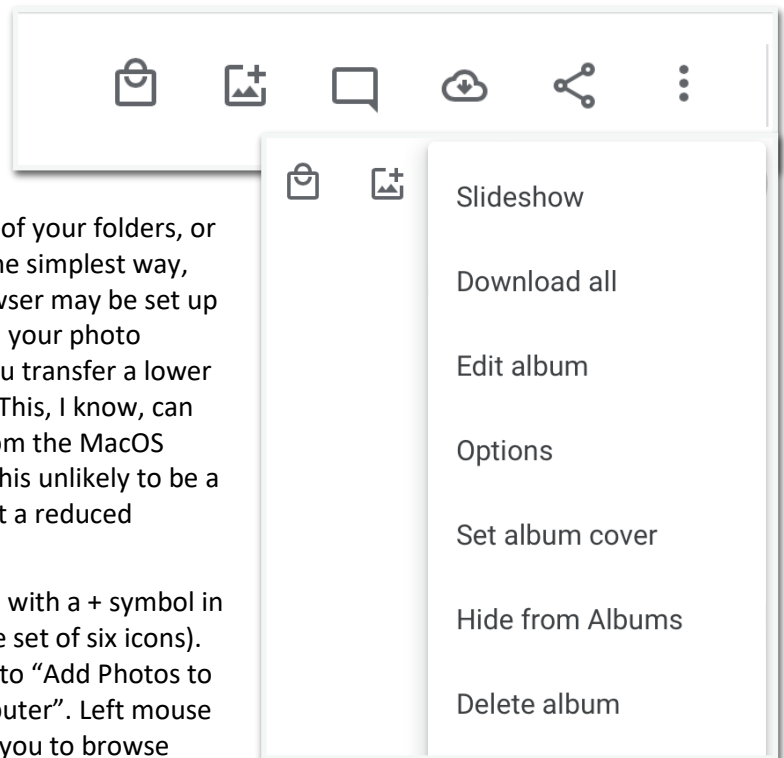 of your folders, or
he simplest way,
wser may be set up
your photo
u transfer a lower
This, I know, can
om the MacOS
his unlikely to be a
t a reduced
with a + symbol in
e set of six icons).
to “Add Photos to
outer”. Left mouse
you to browse
Slideshow
Download all
Edit album
Options
Set album cover
Hide from Albums
Delete album